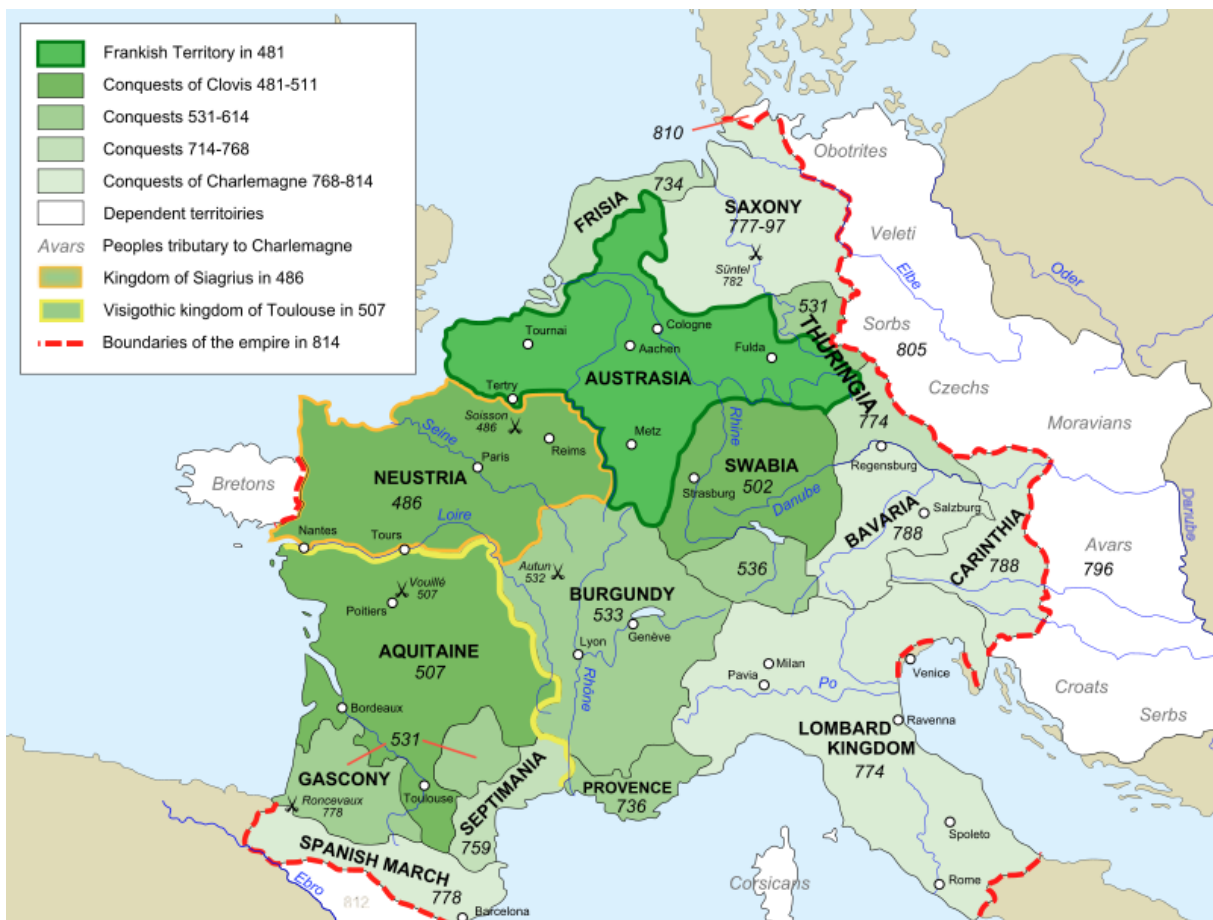 Frankish Territory in 481
Conquests of Clovis 481-511
Conquests 531-614
Conquests 714-768
Conquests of Charlemagne 768-814
Dependent territoiries
Avars Peoples tributary to Charlemagne
Kingdom of Siagrius in 486
Visigothic kingdom of Toulouse in 507
Boundaries of the empire in 814
810
Obotrites
734
FRISIA
SAXONY
777-97
Süntel
782
Veleti
Elbe
Oder
531
Sorbs
805
THURINGIA
774
Czechs
Moravians
Tournai
Cologne
Aachen
Fulda
AUSTRASIA
Tertry
Soisson
486
Reims
Metz
Rhine
Seine
Paris
NEUSTRIA
486
Bretons
Loire
Nantes
Tours
SWABIA
502
Strasburg
Danube
Regensburg
Salzburg
BAVARIA
788
CARINTHIA
788
Danube
Avars
796
Autun
532
536
BURGUNDY
533
Genève
Lyon
Rhône
Vouillé
507
Poitiers
AQUITAINE
507
Bordeaux
Milan
Pavia
Po
Venice
Croats
Serbs
Ravenna
LOMBARD
KINGDOM
774
531
GASCONY
Roncevaux
778
Toulouse
SEPTIMANIA
759
PROVENCE
736
Spoleto
Rome
SPANISH MARCH
778
Ebro
812
Barcelona
Corsicans